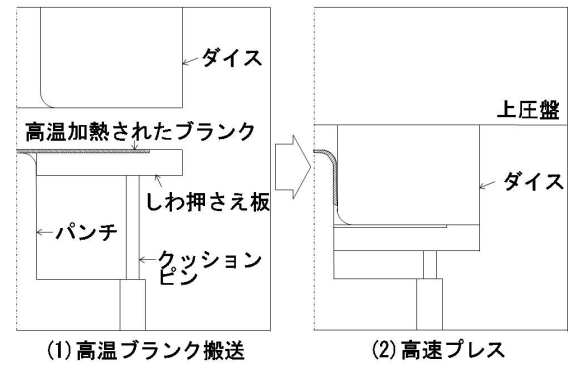 ダイス
高温加熱されたブランク
しわ押さえ板
パンチ
クッション
ピン
(1)高温ブランク搬送
上圧盤
ダイス
(2)高速プレス